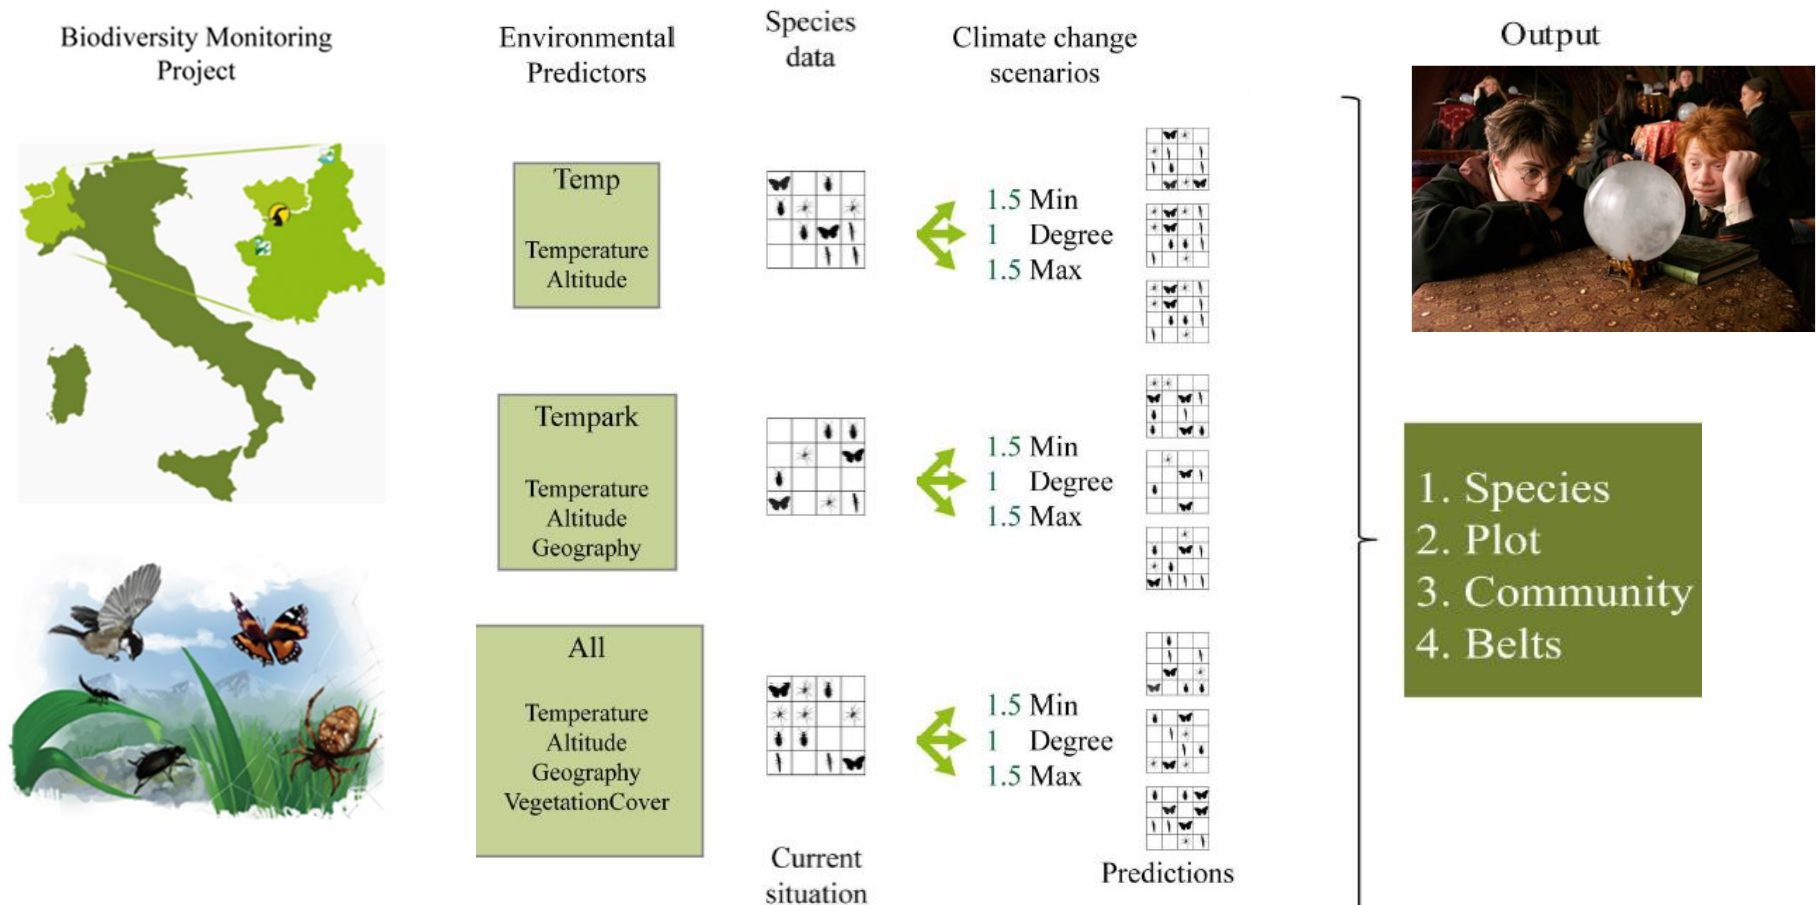 Biodiversity Monitoring
Project
Environmental
Predictors
Species
data
Climate change
scenarios
Output
Temp
Temperature
Altitude
1.5 Min
1 Degree
1.5 Max
Tempark
Temperature
Altitude
Geography
1.5 Min
1 Degree
1.5 Max
All
Temperature
Altitude
Geography
VegetationCover
1.5 Min
1 Degree
1.5 Max
Current
situation
Predictions
1. Species
2. Plot
3. Community
4. Belts